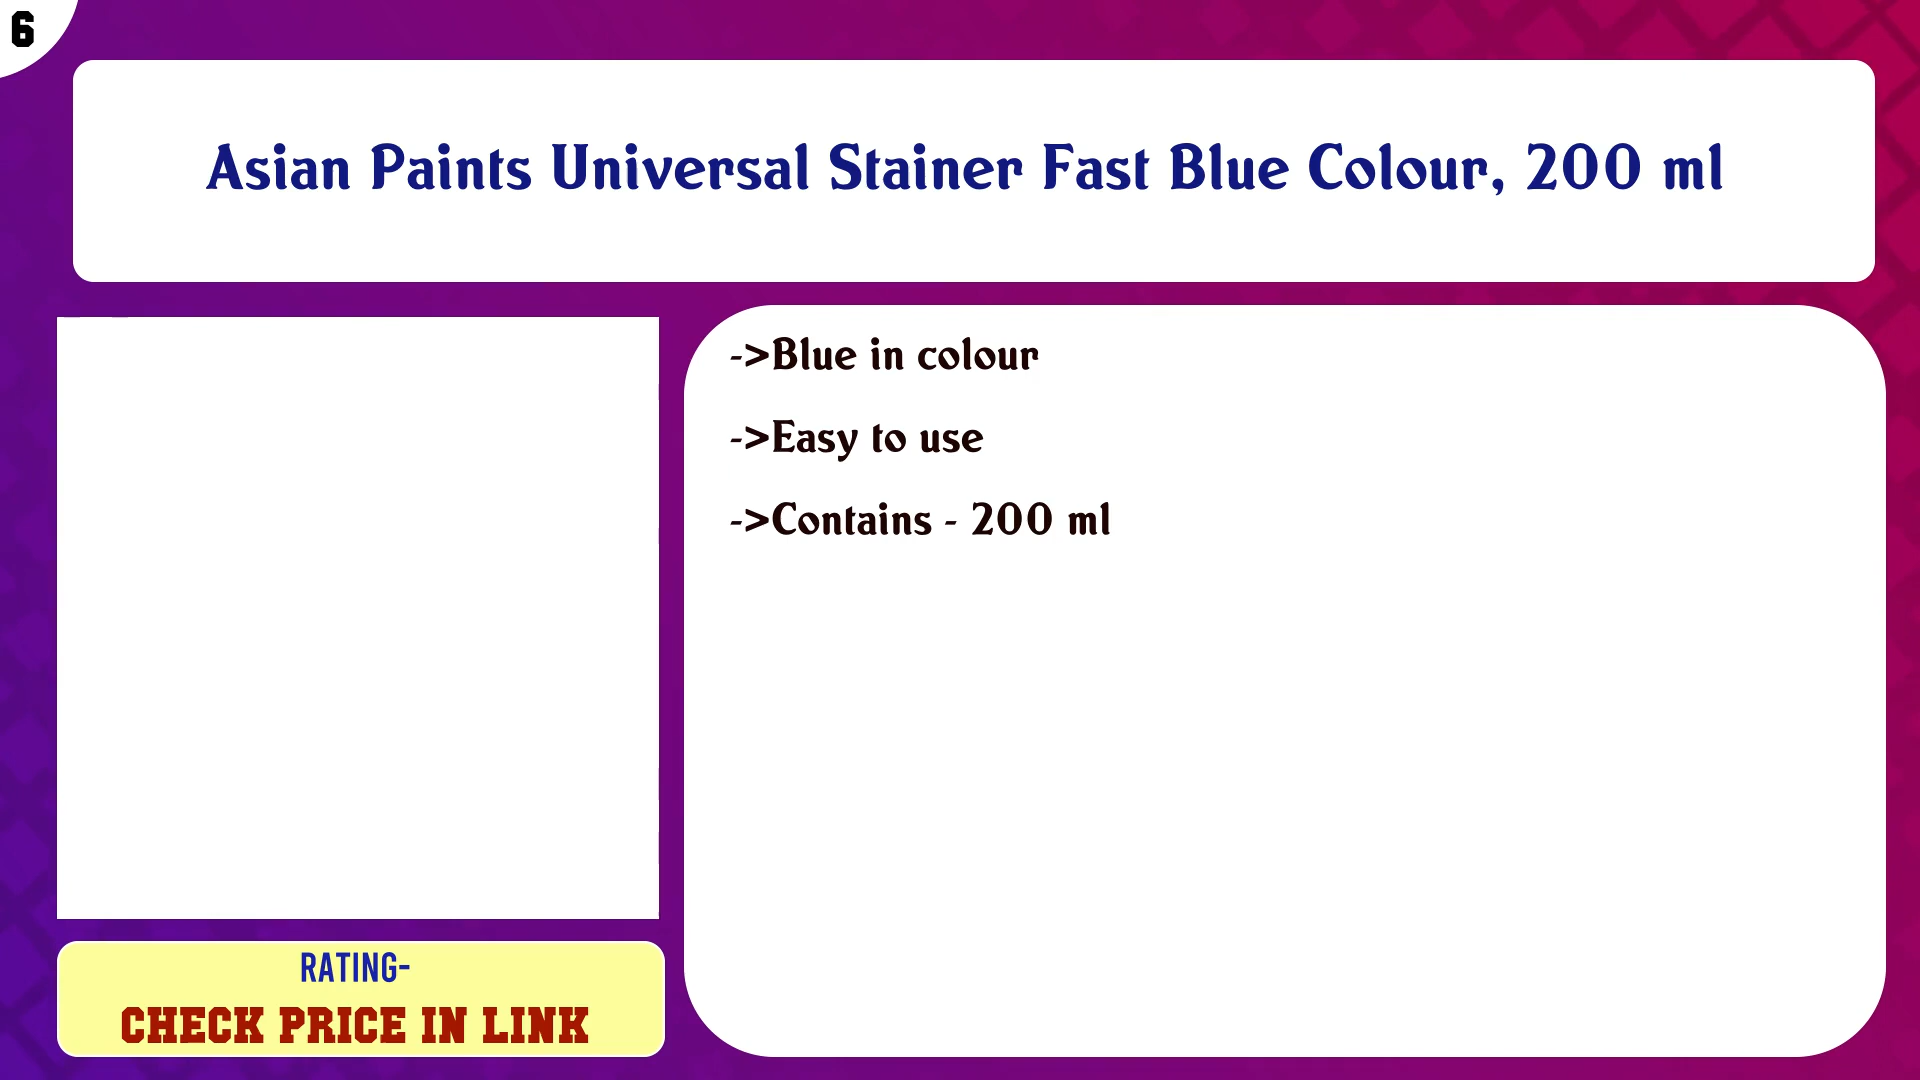 6
Asian Paints Universal Stainer Fast Blue Colour, 200 ml
->Blue in colour
->Easy to use
->Contains - 200 ml
RATING-
CHECK PRICE IN LINK